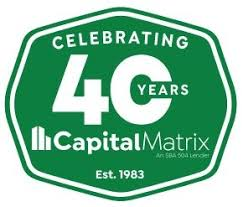 CELEBRATING
40 YEARS
CapitalMatrix
An SBA 504 Lender
Est. 1983